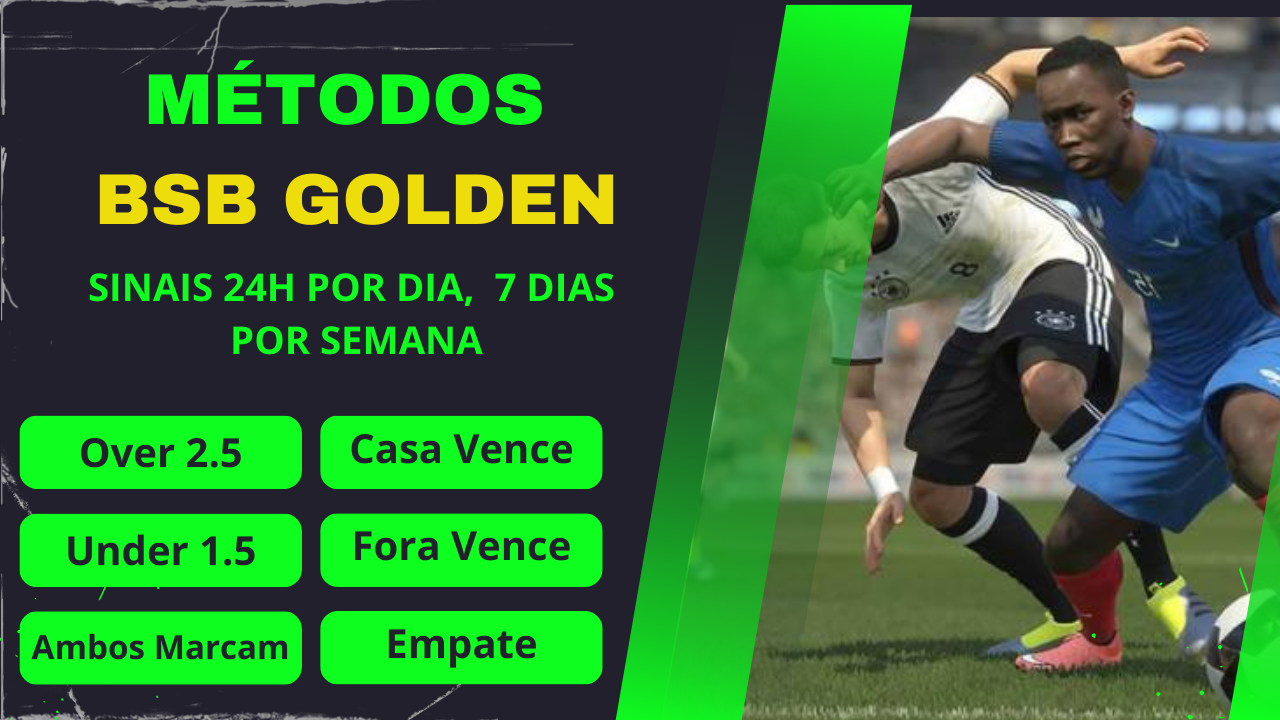 MÉTODOS
BSB GOLDEN
SINAIS 24H POR DIA, 7 DIAS
POR SEMANA
Over 2.5
Casa Vence
Under 1.5
Fora Vence
Ambos Marcam
Empate
8